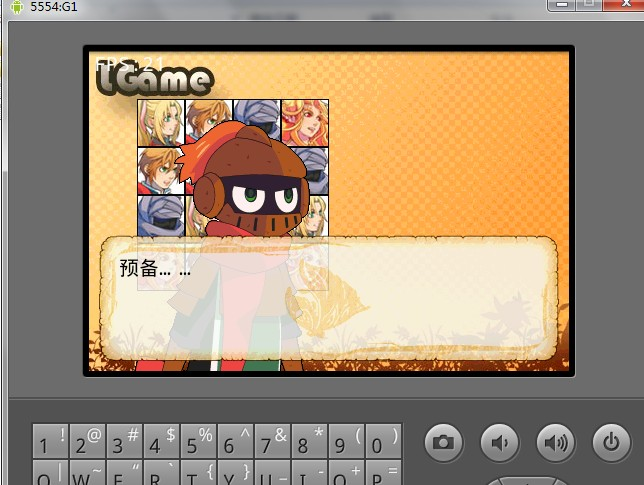 5554:G1
FPS:21
LGame
预备... ...
1 ! 2 @ 3 # 4 $ 5 % 6 ^ 7 & 8 * 9 ( 0 )
Q | W ~ E “ R ` T { Y } U _ I - O + P =